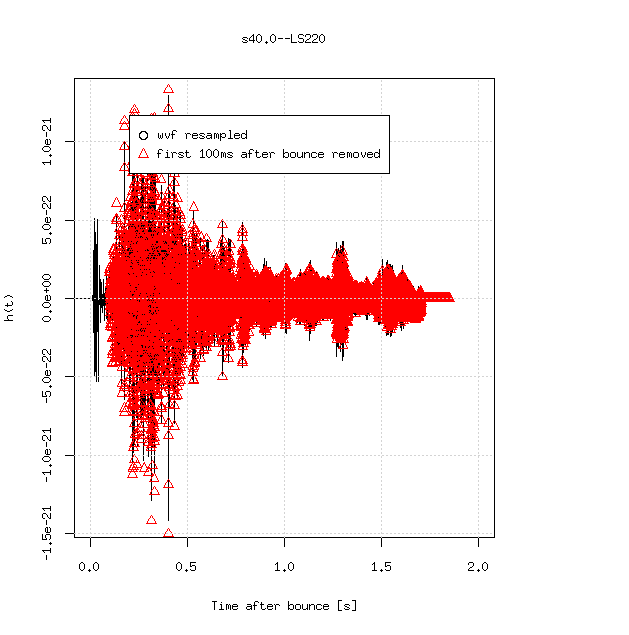 s40.0--LS220
wvf resampled
first 100ms after bounce removed
1.0e-21
5.0e-22
0.0e+00
-5.0e-22
-1.0e-21
-1.5e-21
h(t)
0.0 0.5 1.0 1.5 2.0
Time after bounce [s]